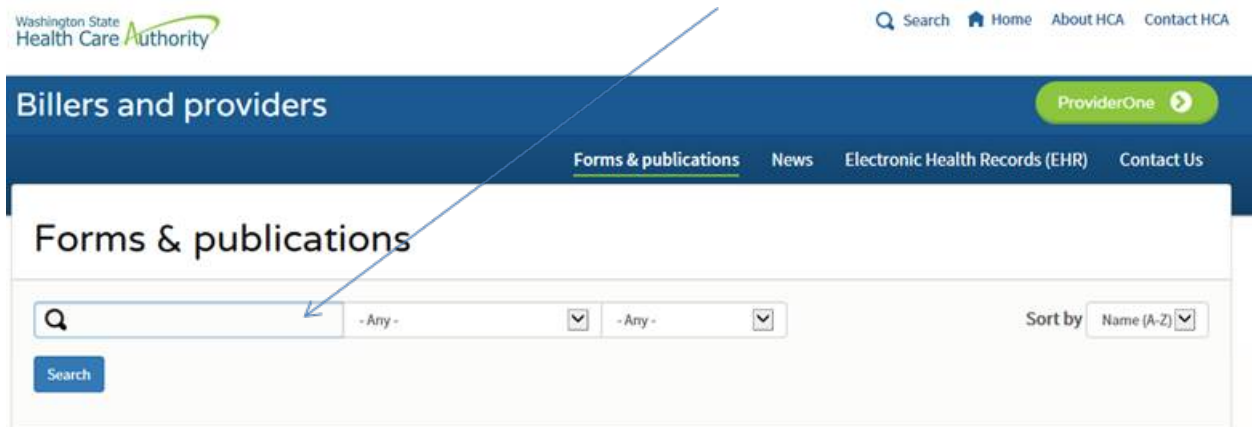 Washington State
Health Care Authority
Search Home About HCA Contact HCA
Billers and providers
ProviderOne
Forms & publications News Electronic Health Records (EHR) Contact Us
Forms & publications
- Any - - Any - Sort by Name (A-Z)
Search